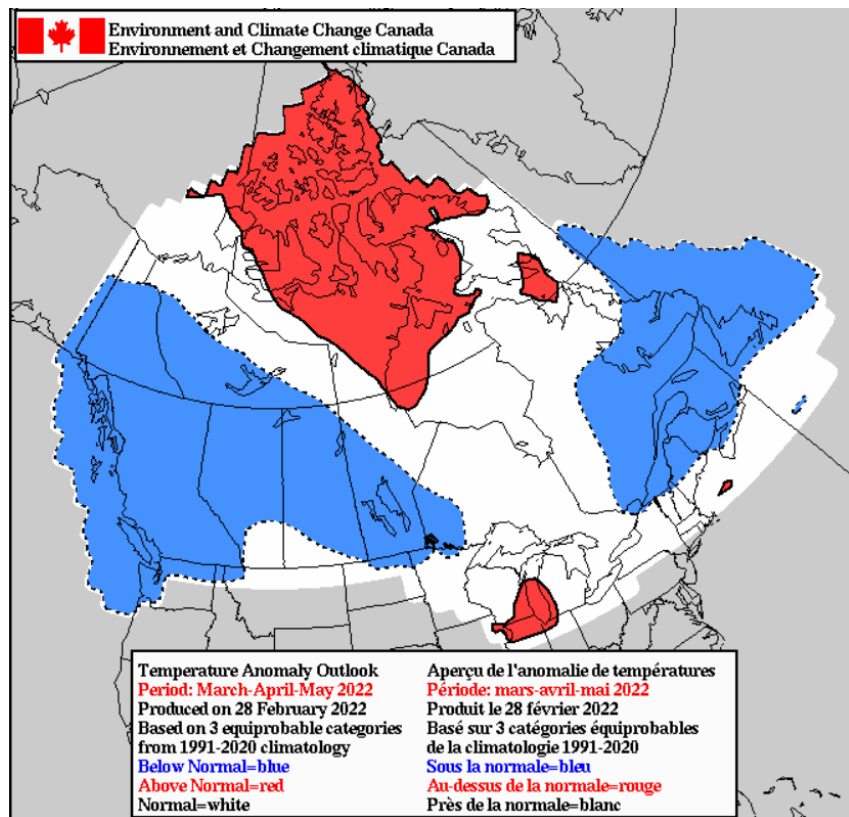 Environment and Climate Change Canada
Environnement et Changement climatique Canada
Temperature Anomaly Outlook
Period: March-April-May 2022
Produced on 28 February 2022
Based on 3 equiprobable categories
from 1991-2020 climatology
Below Normal=blue
Above Normal=red
Normal=white
Aperçu de l'anomalie de températures
Période: mars-avril-mai 2022
Produit le 28 février 2022
Basé sur 3 catégories équiprobables
de la climatologie 1991-2020
Sous la normale=bleu
Au-dessus de la normale=rouge
Près de la normale=blanc